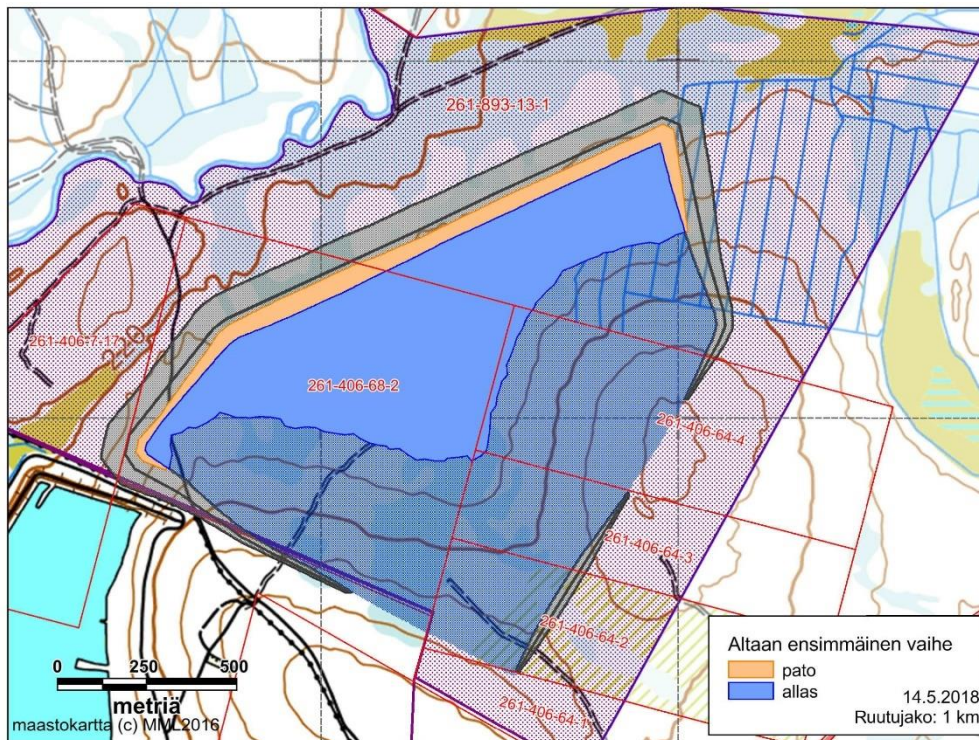 261-893-13-1
261-406-7-17
220
261-406-68-2
261-406-64-4
261-406-64-3
261-406-64-2
261-406-64-1
0 250 500
metriä
maastokartta (c) MML2016
Altaan ensimmäinen vaihe
pato
allas
14.5.2018
Ruutujako: 1 km